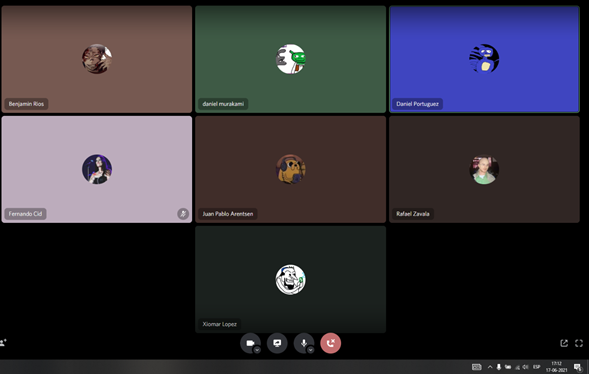 Benjamin Rios
daniel murakami
Daniel Portuguez
Fernando Cid
Juan Pablo Arentsen
Rafael Zavala
Xiomar Lopez
ESP
17:12
17-06-2021